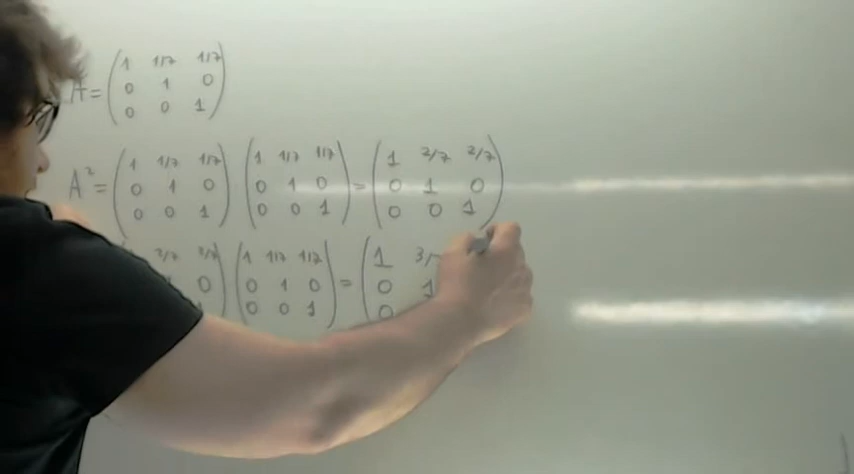 A = ( 1 1/7 1/7
0 1 0
0 0 1 )
A² = ( 1 1/7 1/7 ) ( 1 1/7 1/7 ) = ( 1 2/7 2/7 )
0 1 0 0 1 0 0 1 0
0 0 1 0 0 1 0 0 1
2/7 2/7 ) ( 1 1/7 1/7 ) = ( 1 3/
0 0 1 0 0 1
0 0 1 0